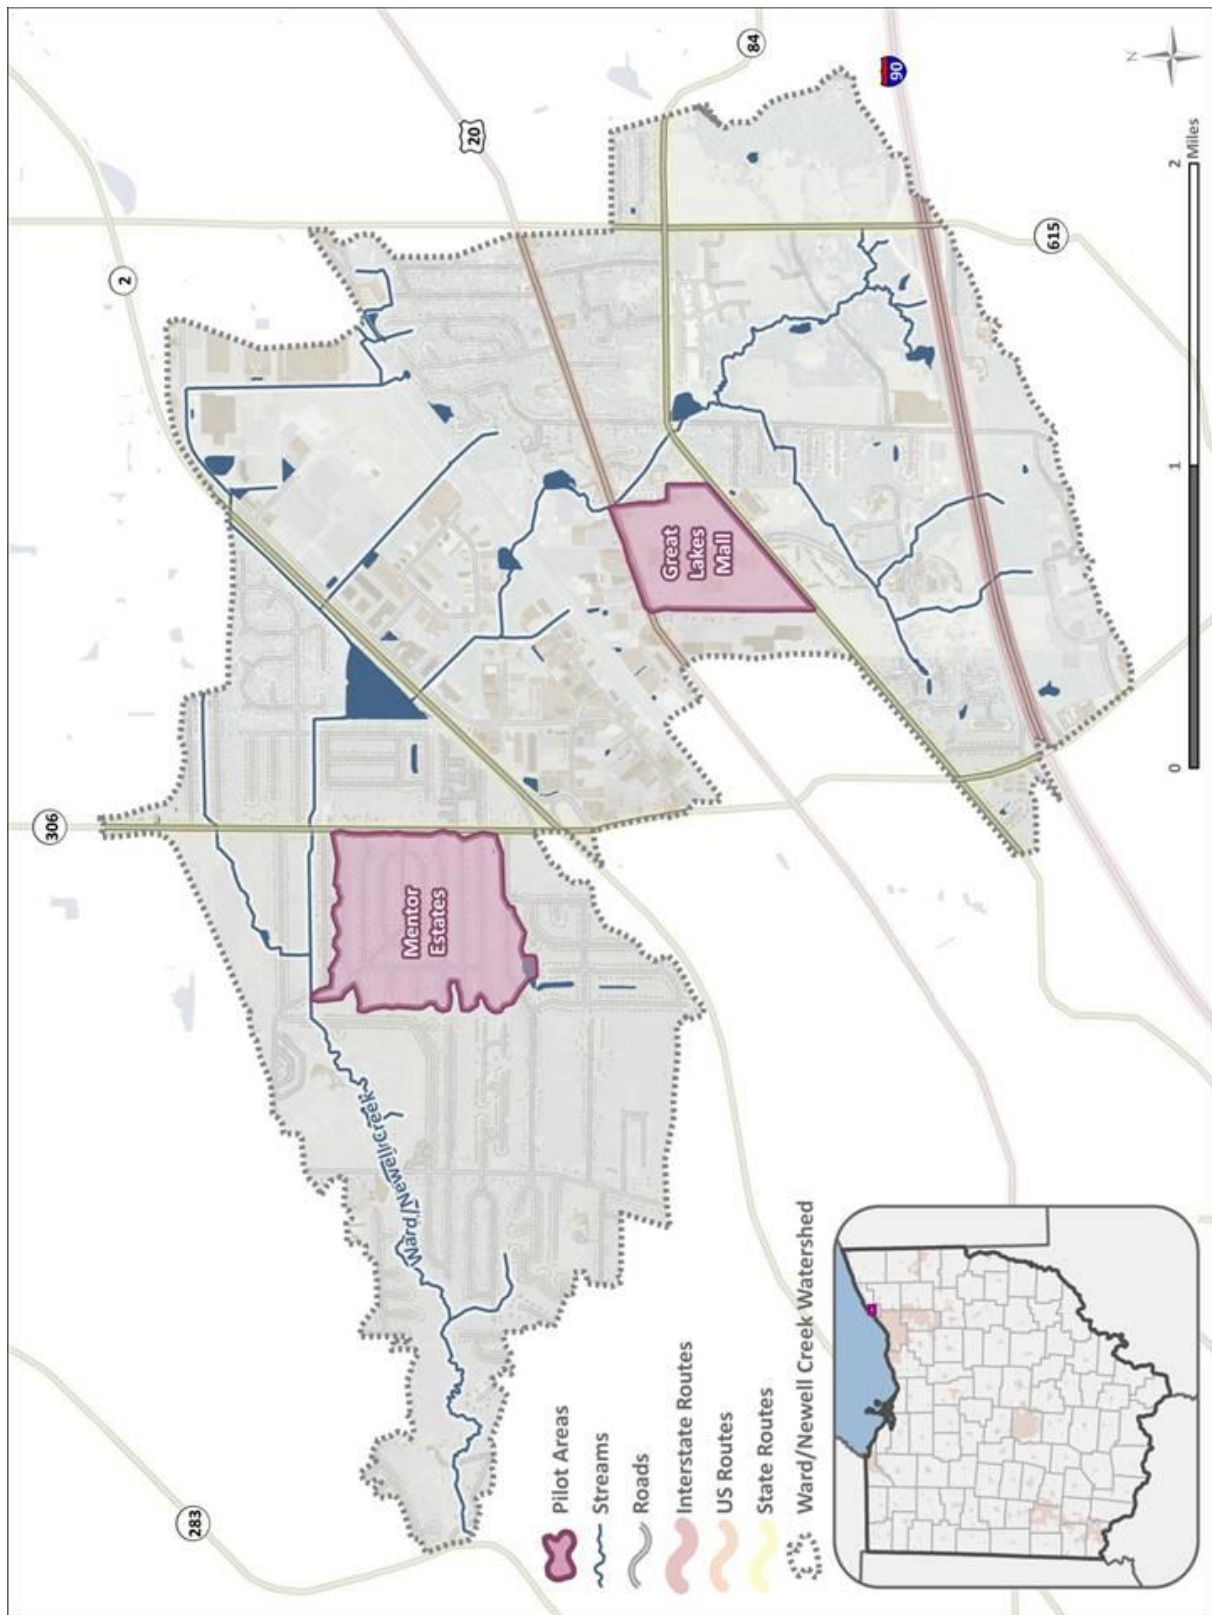 283
306
2
20
84
90
615
Ward/Newell Creek
Mentor
Estates
Great
Lakes
Mall
Pilot Areas
Streams
Roads
Interstate Routes
US Routes
State Routes
Ward/Newell Creek Watershed
0
1
2
Miles
N